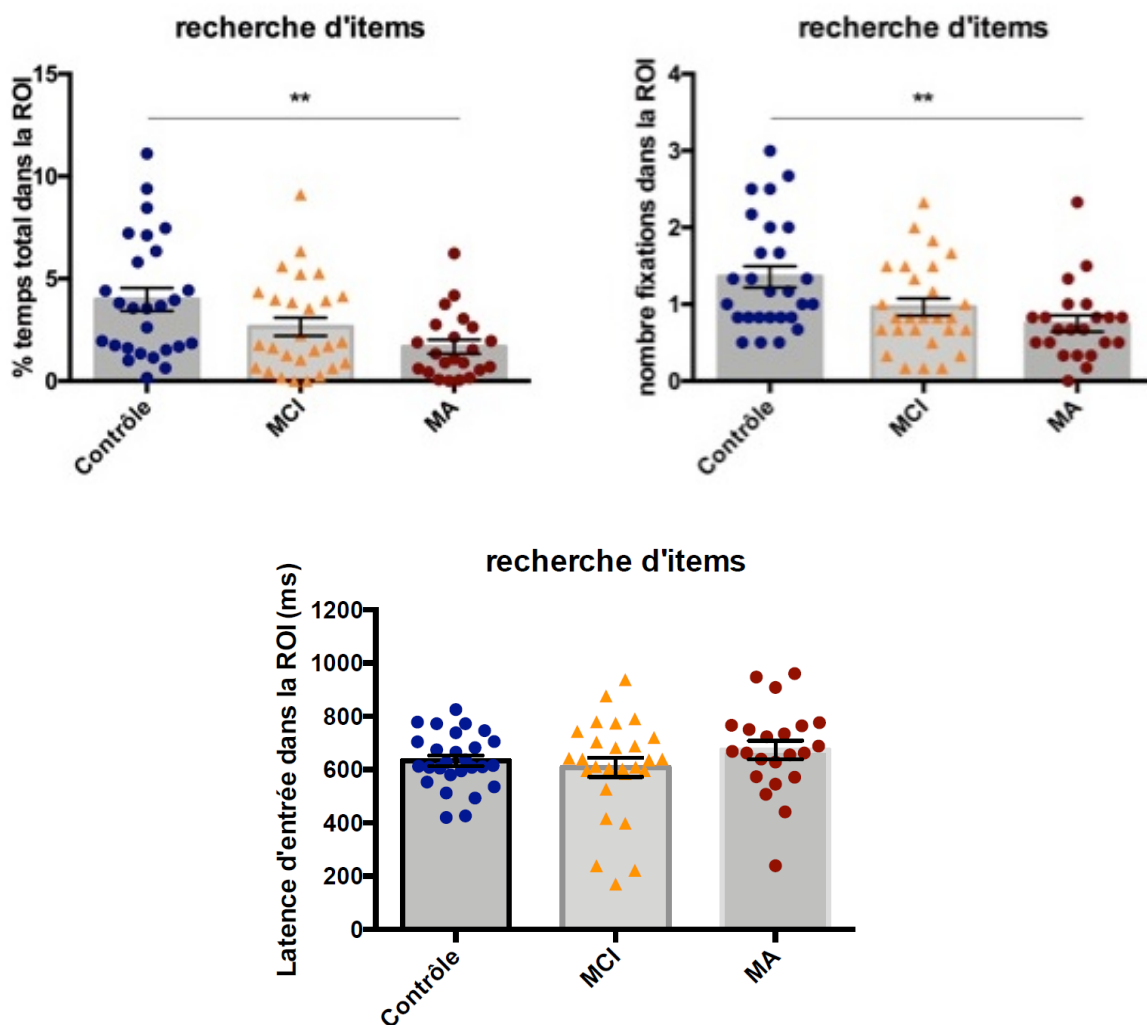 recherche d'items
% temps total dans la ROI
15
10
5
0
**
Contrôle
MCI
MA
recherche d'items
nombre fixations dans la ROI
4
3
2
1
0
**
Contrôle
MCI
MA
recherche d'items
Latence d'entrée dans la ROI (ms)
1200
1000
800
600
400
200
0
Contrôle
MCI
MA